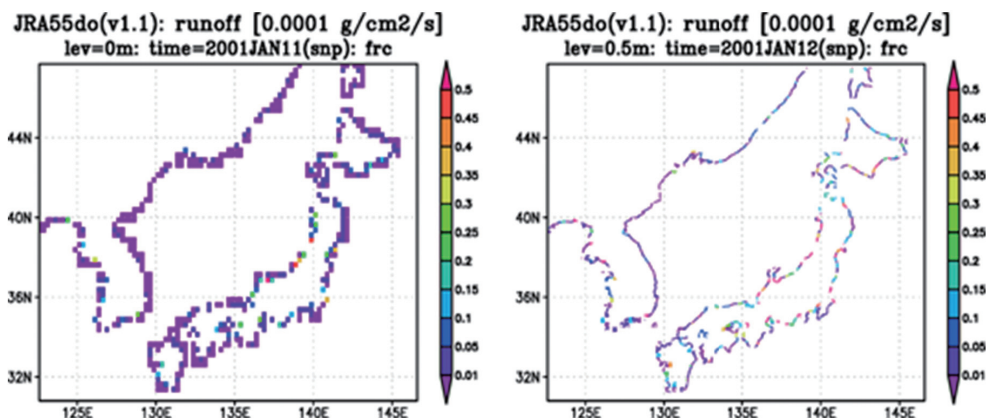 JRA55do(v1.1): runoff [0.0001 g/cm2/s]
lev=0m: time=2001JAN11(snp): frc
44N
40N
36N
32N
125E 130E 135E 140E 145E
0.5
0.45
0.4
0.35
0.3
0.25
0.2
0.15
0.1
0.05
0.01
JRA55do(v1.1): runoff [0.0001 g/cm2/s]
lev=0.5m: time=2001JAN12(snp): frc
44N
40N
36N
32N
125E 130E 135E 140E 145E
0.5
0.45
0.4
0.35
0.3
0.25
0.2
0.15
0.1
0.05
0.01